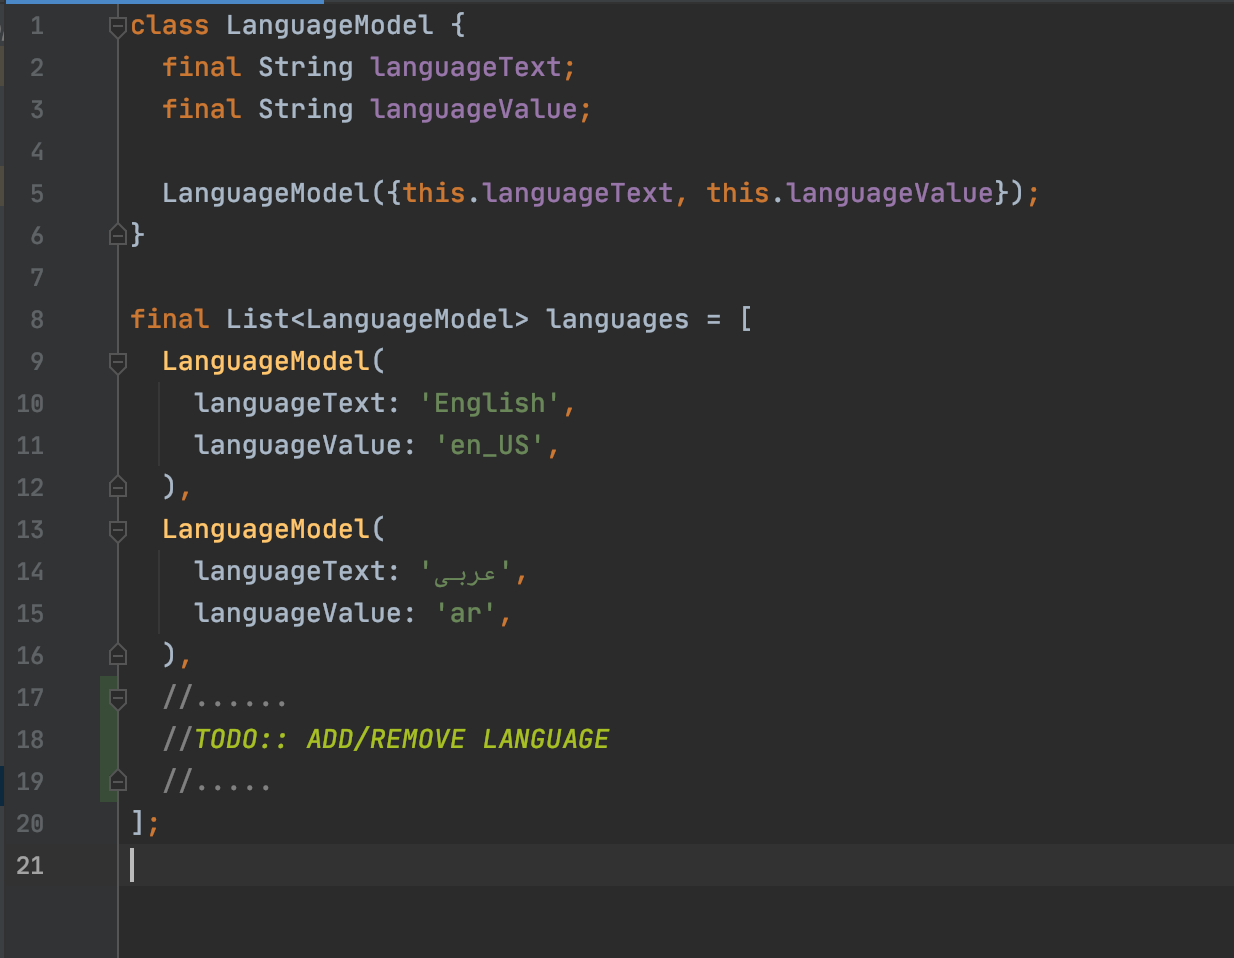 1 class LanguageModel {
2 final String languageText;
3 final String languageValue;
4
5 LanguageModel({this.languageText, this.languageValue});
6 }
7
8 final List<LanguageModel> languages = [
9 LanguageModel(
10 languageText: 'English',
11 languageValue: 'en_US',
12 ),
13 LanguageModel(
14 languageText: 'عربى',
15 languageValue: 'ar',
16 ),
17 //......
18 //TODO:: ADD/REMOVE LANGUAGE
19 //.....
20 ];
21